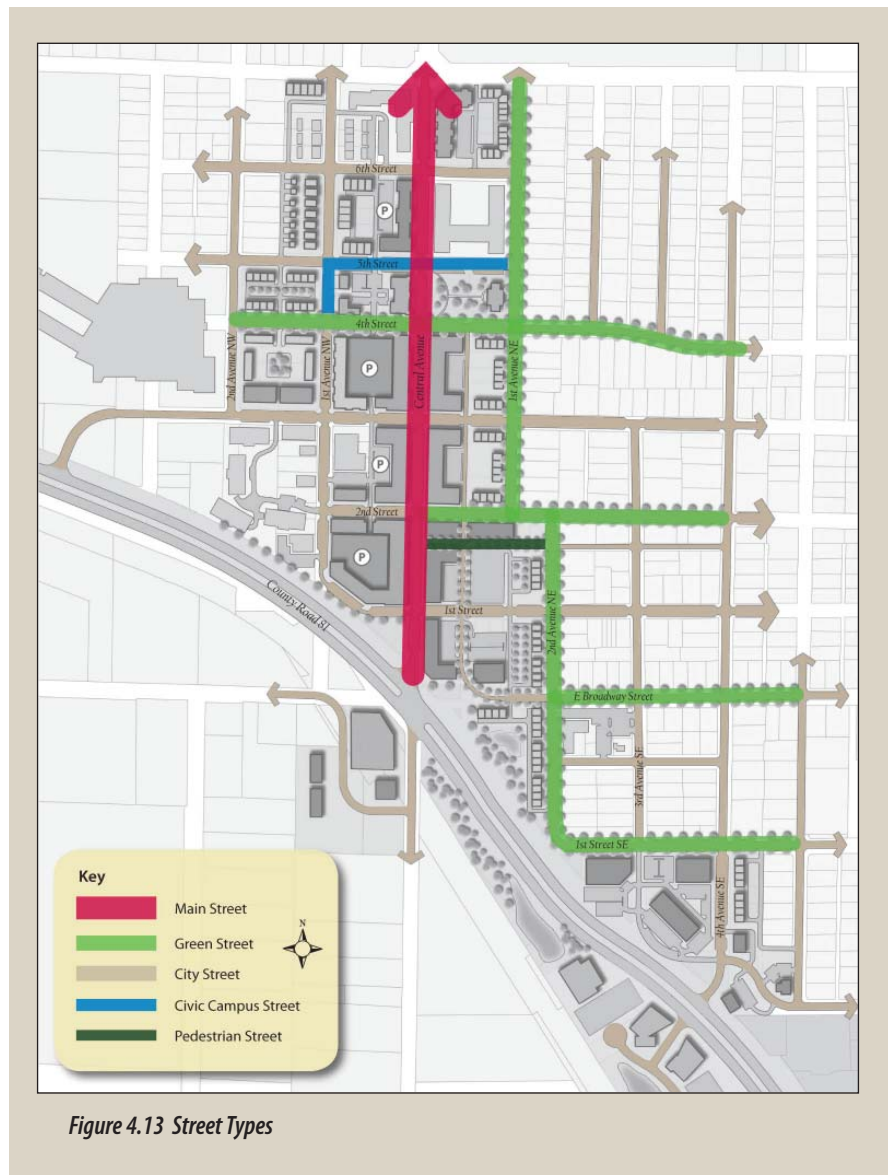 6th Street
P
5th Street
4th Street
2nd Avenue NW
1st Avenue NW
Central Avenue
1st Avenue NE
P
P
2nd Street
P
County Road 81
1st Street
2nd Avenue NE
E Broadway Street
3rd Avenue SE
1st Street SE
4th Avenue SE
Key
Main Street
Green Street
City Street
Civic Campus Street
Pedestrian Street
N
Figure 4.13 Street Types